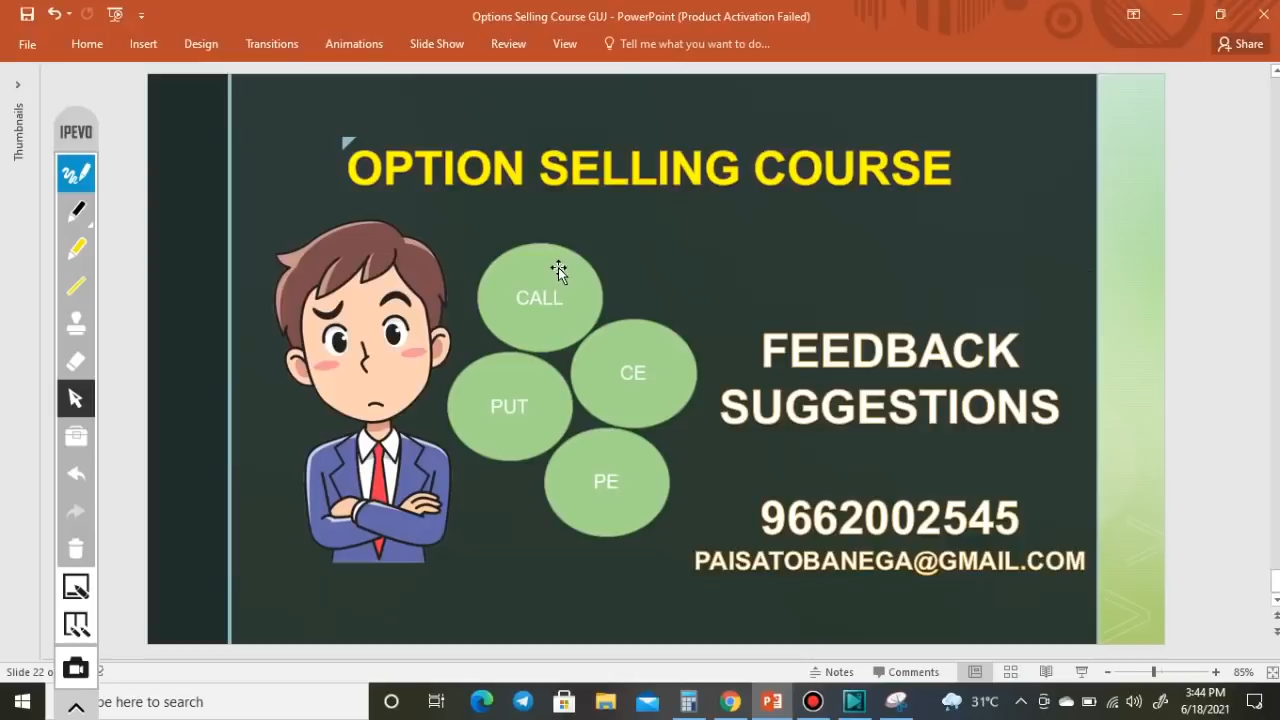 Options Selling Course GUJ - PowerPoint (Product Activation Failed)
File Home Insert Design Transitions Animations Slide Show Review View Tell me what you want to do... Share
Thumbnails
IPEVO
OPTION SELLING COURSE
CALL
CE
PUT
PE
FEEDBACK
SUGGESTIONS
9662002545
PAISATOBANEGA@GMAIL.COM
Slide 22 o
Notes Comments 85%
pe here to search
31°C
3:44 PM
6/18/2021